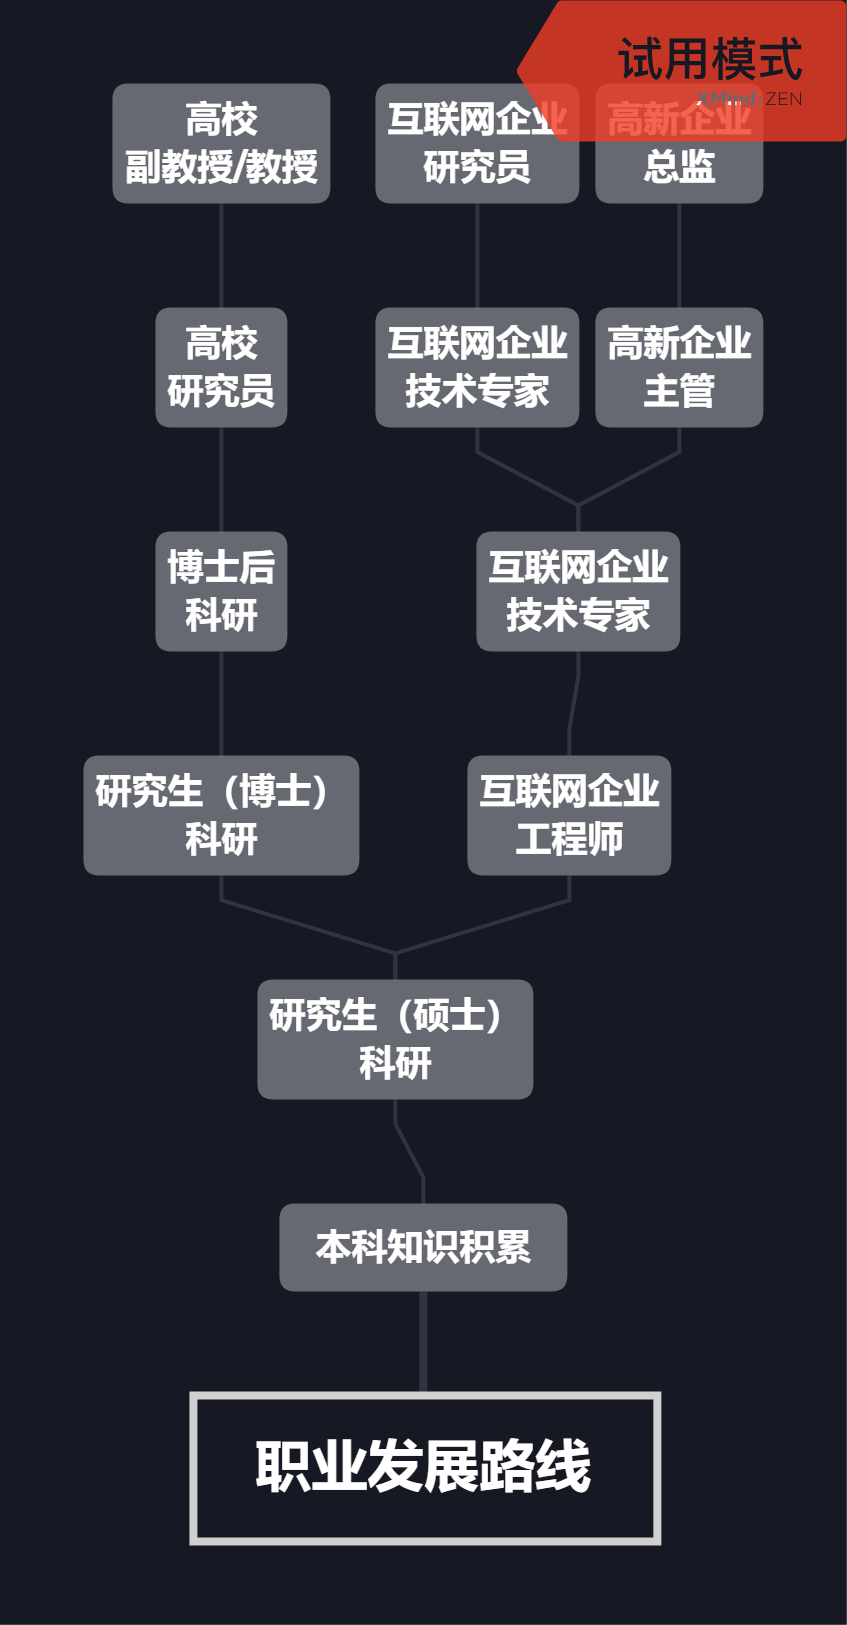 试用模式
XMind:ZEN
高校
副教授/教授
互联网企业
研究员
高新企业
总监
高校
研究员
互联网企业
技术专家
高新企业
主管
博士后
科研
互联网企业
技术专家
研究生（博士）
科研
互联网企业
工程师
研究生（硕士）
科研
本科知识积累
职业发展路线